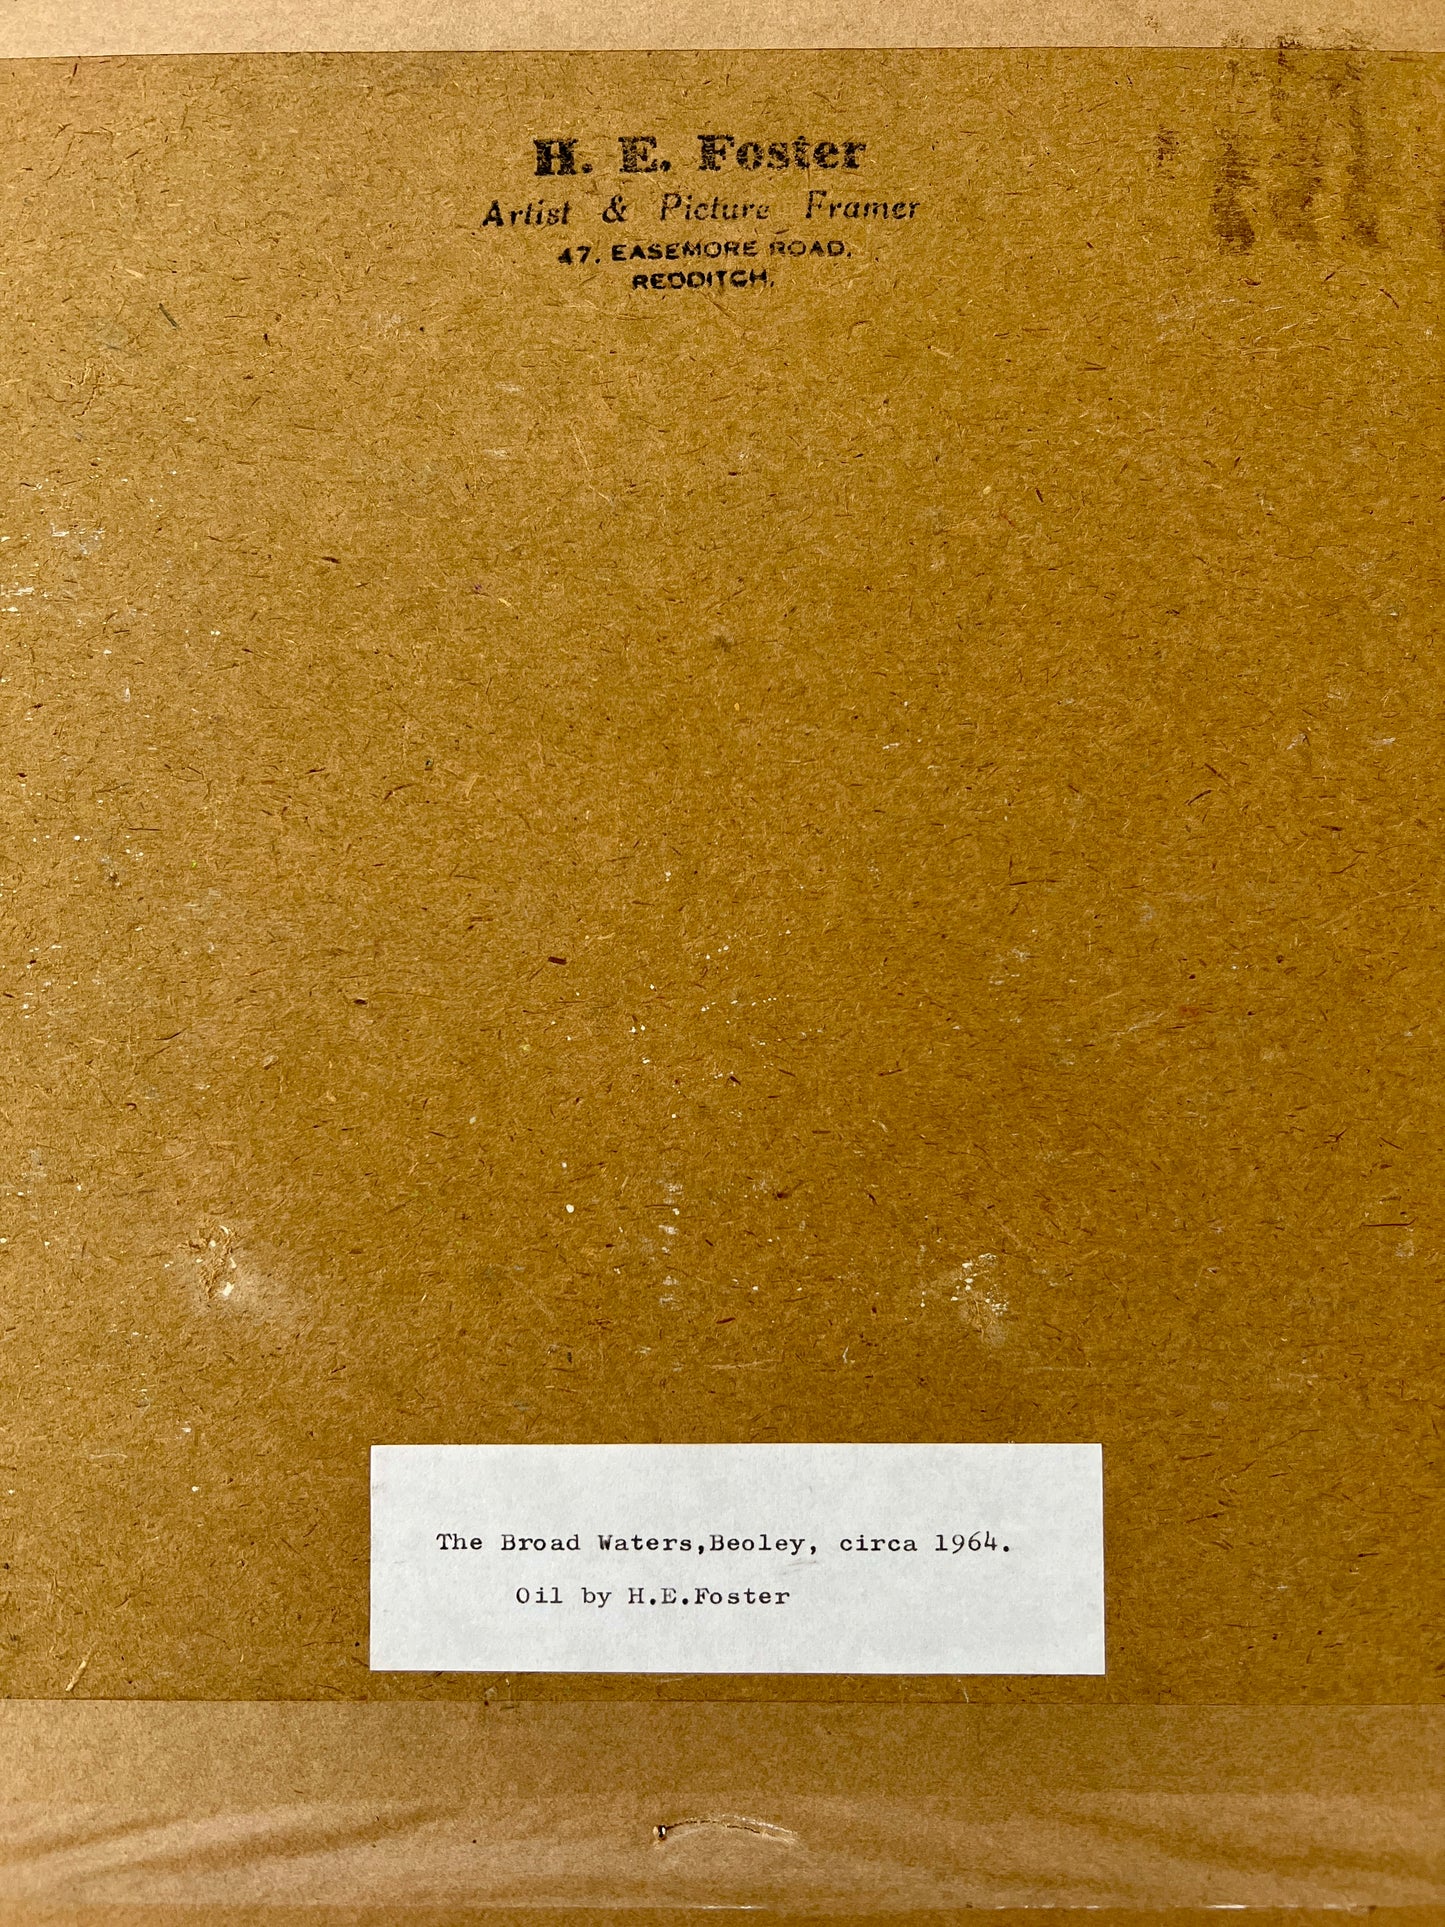 H. E. Foster
Artist & Picture Framer
47, EASEMORE ROAD,
REDDITCH.
The Broad Waters,Beoley, circa 1964.
Oil by H.E.Foster